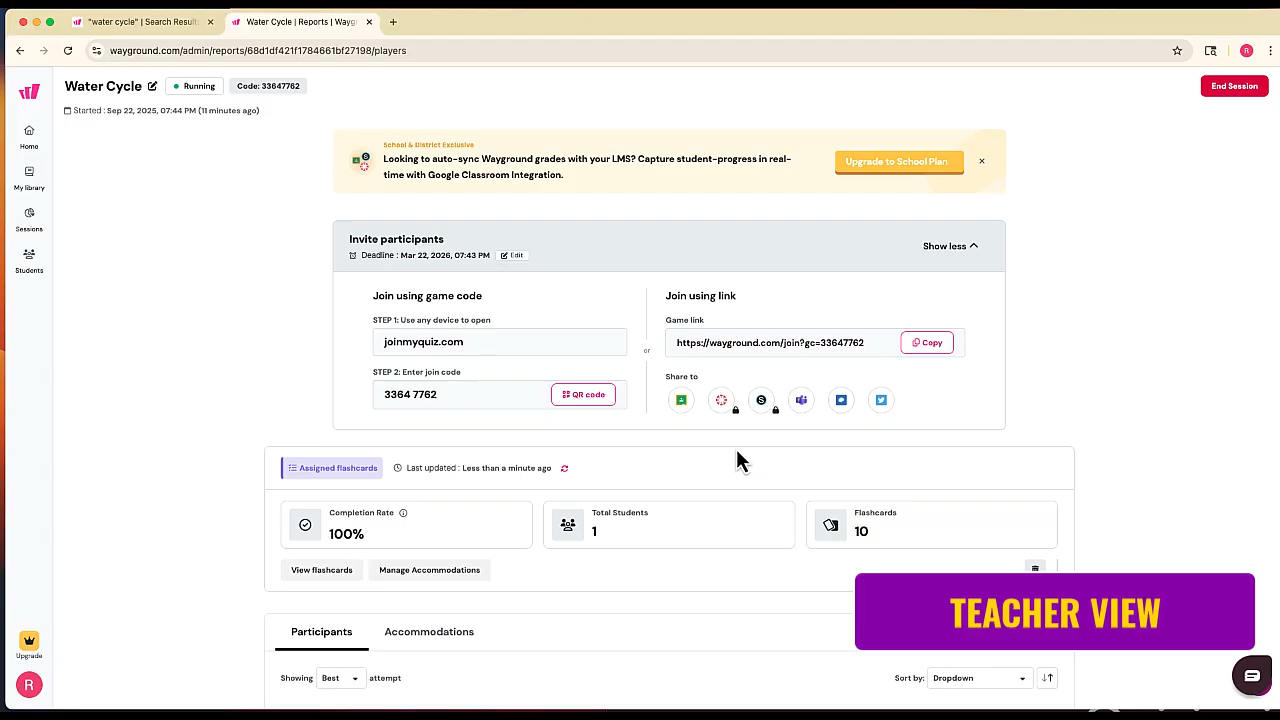 "water cycle" | Search Result
Water Cycle | Reports | Wayg
wayground.com/admin/reports/68d1df421f1784661bf27198/players
R
Water Cycle
Running
Code: 33647762
End Session
Started : Sep 22, 2025, 07:44 PM (11 minutes ago)
Home
My library
Sessions
Students
School & District Exclusive
Looking to auto-sync Wayground grades with your LMS? Capture student-progress in real-
time with Google Classroom Integration.
Upgrade to School Plan
Invite participants
Deadline : Mar 22, 2026, 07:43 PM
Edit
Show less
Join using game code
STEP 1: Use any device to open
joinmyquiz.com
STEP 2: Enter join code
3364 7762
QR code
or
Join using link
Game link
https://wayground.com/join?gc=33647762
Copy
Share to
Assigned flashcards
Last updated : Less than a minute ago
Completion Rate
100%
Total Students
1
Flashcards
10
View flashcards
Manage Accommodations
TEACHER VIEW
Participants
Accommodations
Showing
Best
attempt
Sort by:
Dropdown
Upgrade
R